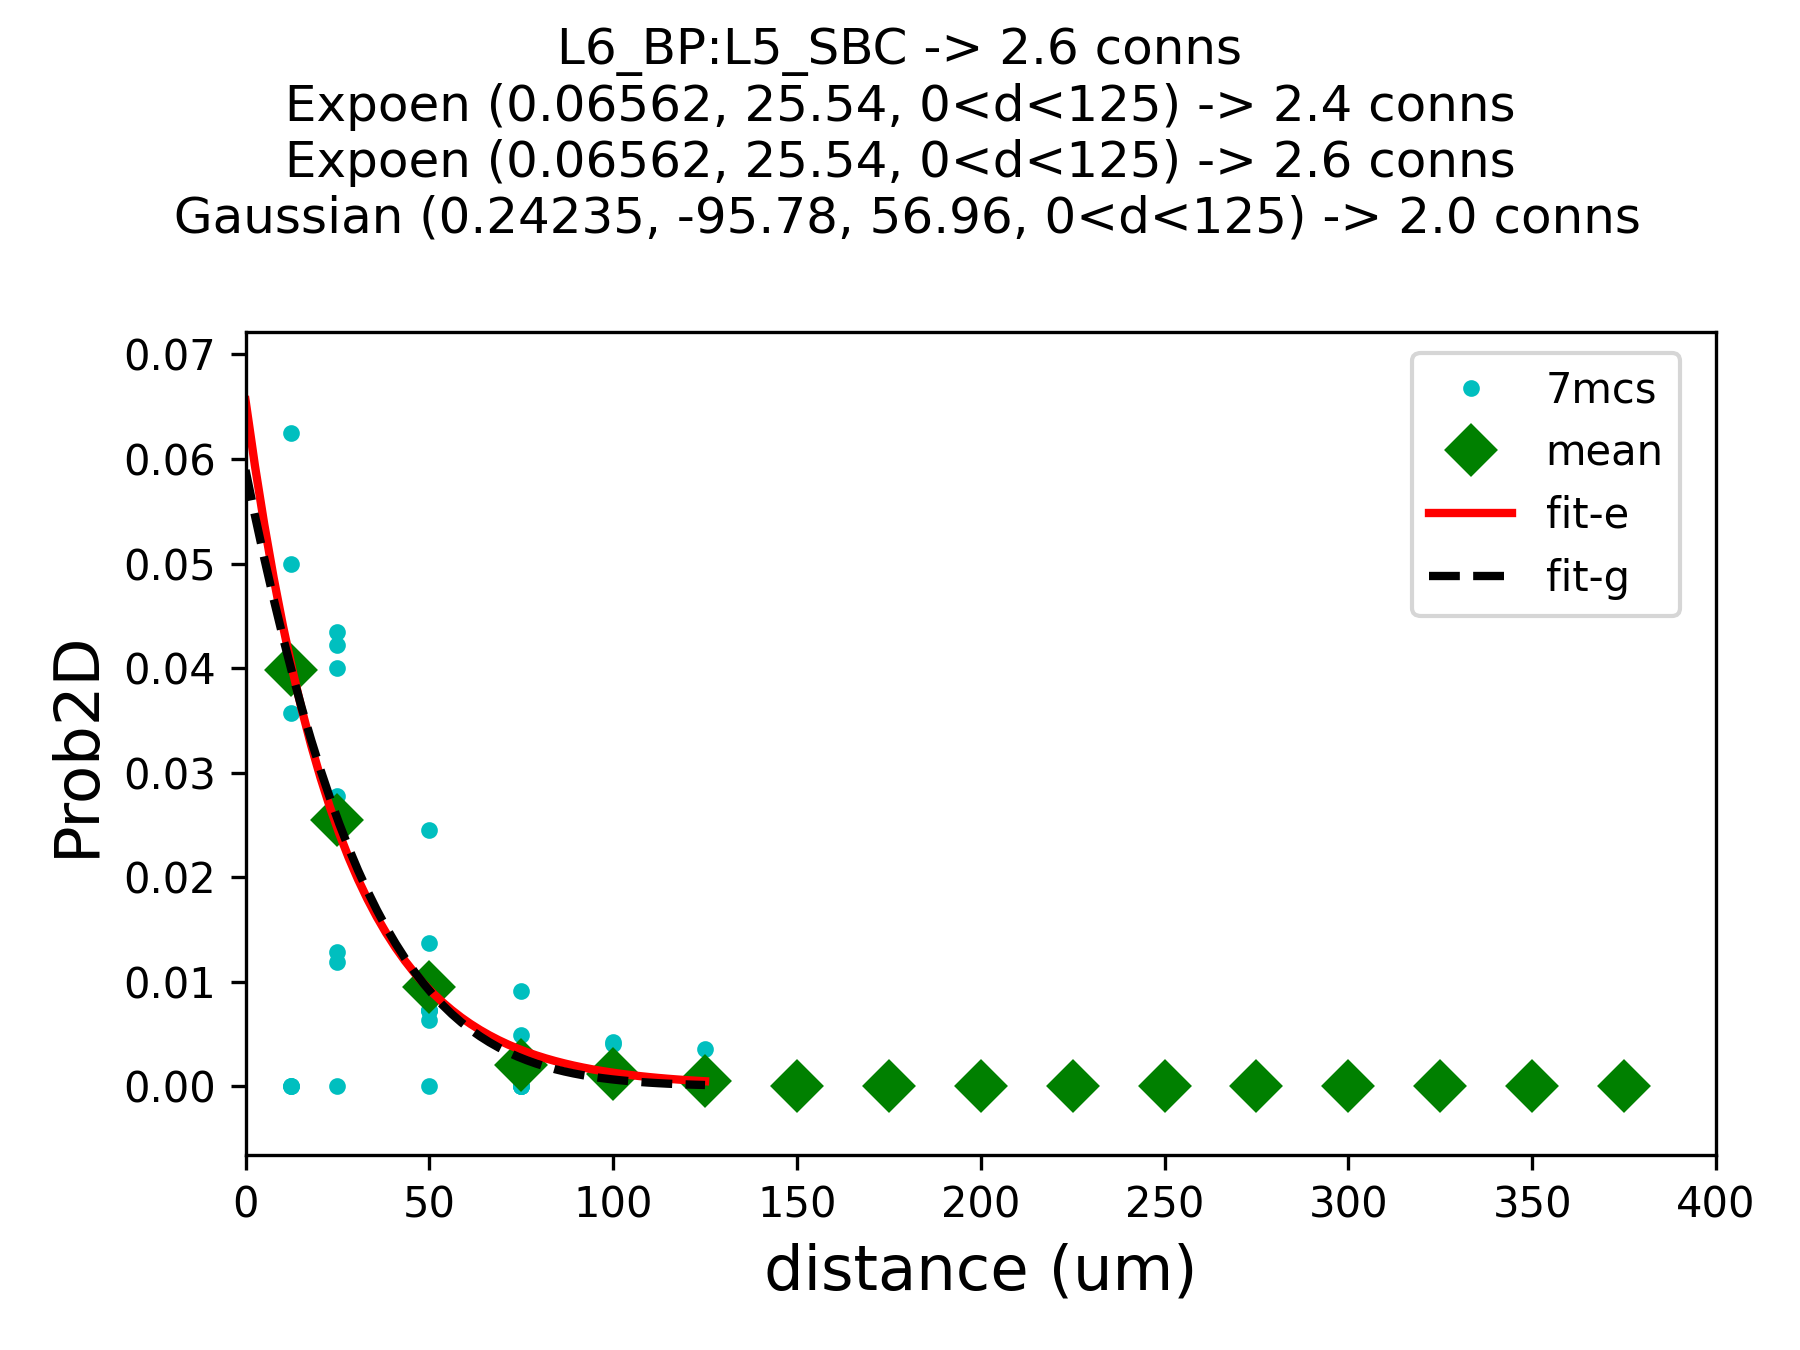 L6_BP:L5_SBC -> 2.6 conns
Expoen (0.06562, 25.54, 0<d<125) -> 2.4 conns
Expoen (0.06562, 25.54, 0<d<125) -> 2.6 conns
Gaussian (0.24235, -95.78, 56.96, 0<d<125) -> 2.0 conns
0.07
0.06
0.05
0.04
0.03
0.02
0.01
0.00
Prob2D
7mcs
mean
fit-e
fit-g
0 50 100 150 200 250 300 350 400
distance (um)